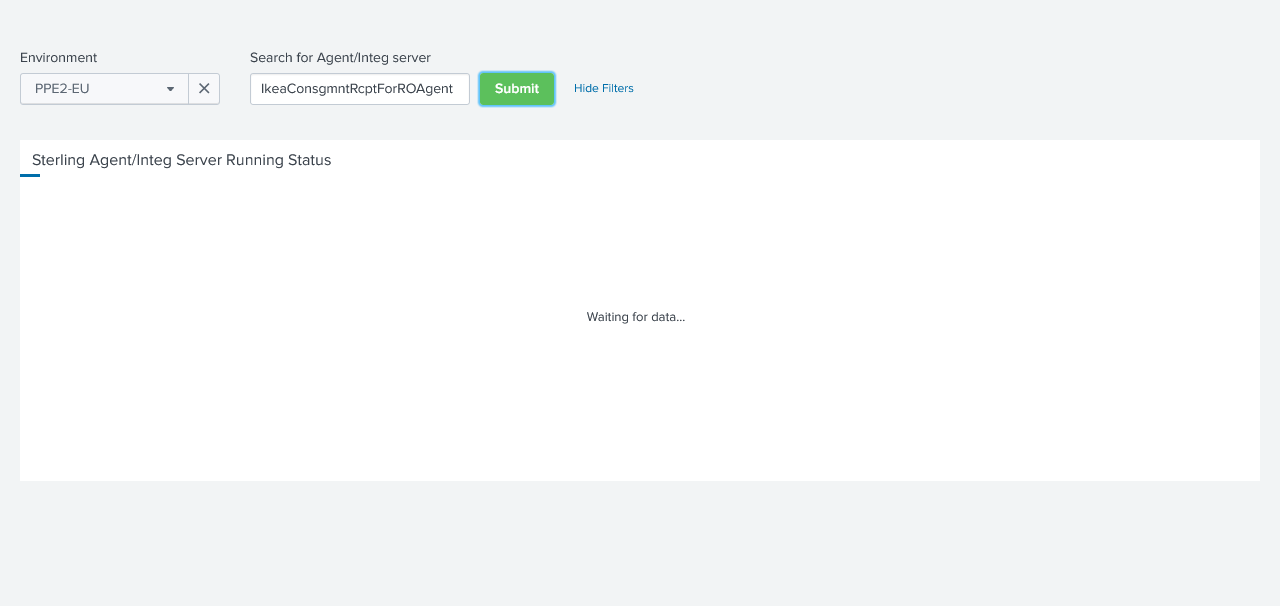 Environment
Search for Agent/Integ server
PPE2-EU
IkeaConsgmntRcptForROAgent
Submit
Hide Filters
Sterling Agent/Integ Server Running Status
Waiting for data...